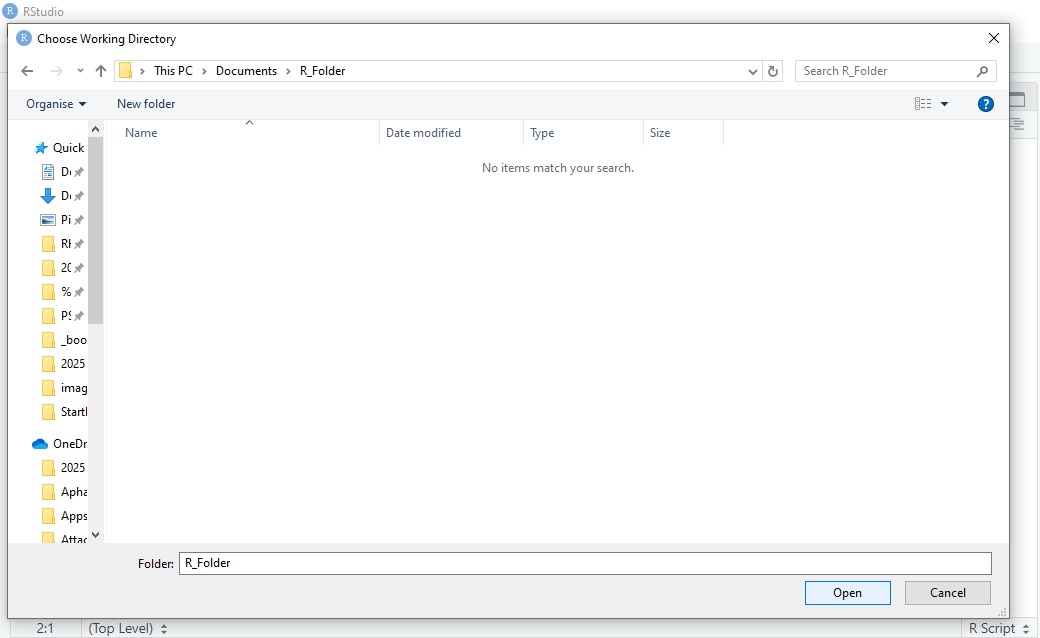 R RStudio
R Choose Working Directory
This PC > Documents > R_Folder
Search R_Folder
Organise New folder
?
Name Date modified Type Size
No items match your search.
Quick
Pi
20
%
_boo
2025
imag
Start
OneDr
2025
Apha
Apps
Attac
Folder: R_Folder
Open Cancel
2:1 (Top Level) R Script